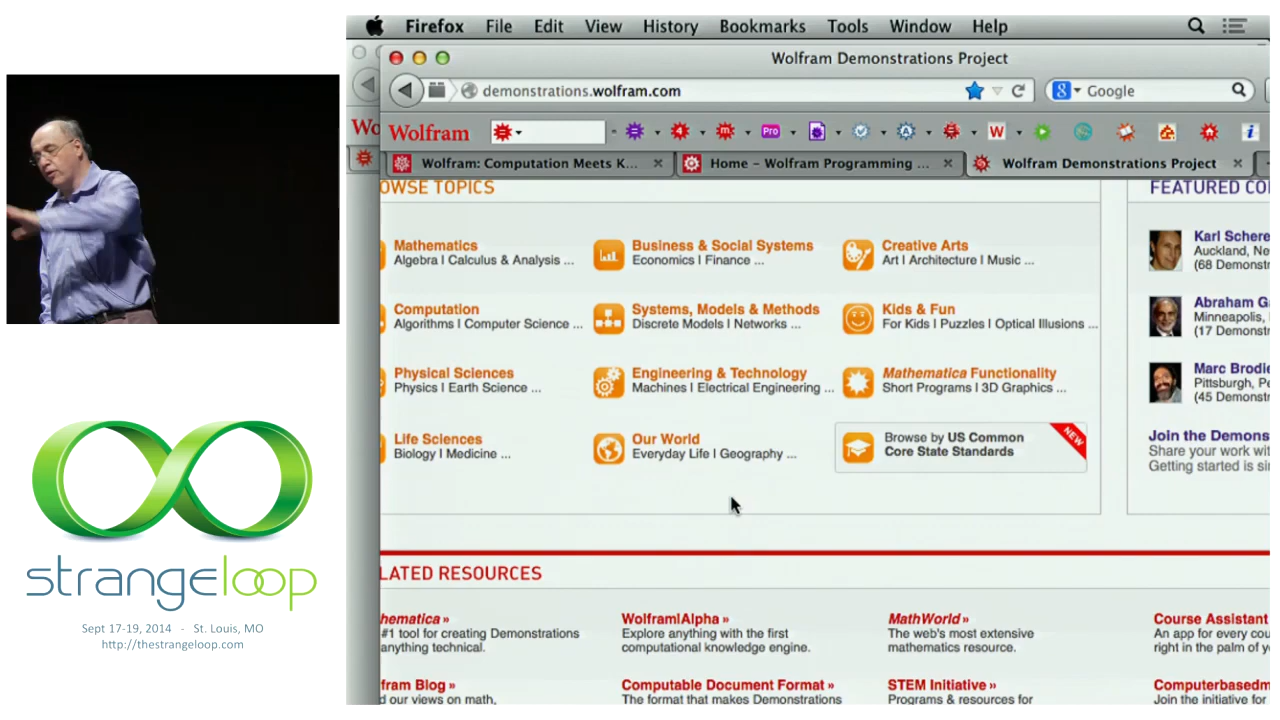 Firefox File Edit View History Bookmarks Tools Window Help
Wolfram Demonstrations Project
demonstrations.wolfram.com
Google
Wo
Wolfram
Pro
W
Wolfram: Computation Meets K...
Home – Wolfram Programming ...
Wolfram Demonstrations Project
OWSE TOPICS
Mathematics
Algebra | Calculus & Analysis ...
Business & Social Systems
Economics | Finance ...
Creative Arts
Art | Architecture | Music ...
Computation
Algorithms | Computer Science ...
Systems, Models & Methods
Discrete Models | Networks ...
Kids & Fun
For Kids | Puzzles | Optical Illusions ...
Physical Sciences
Physics | Earth Science ...
Engineering & Technology
Machines | Electrical Engineering ...
Mathematica Functionality
Short Programs | 3D Graphics ...
Life Sciences
Biology | Medicine ...
Our World
Everyday Life | Geography ...
Browse by US Common
Core State Standards
NEW
FEATURED CO
Karl Schere
Auckland, Ne
(68 Demonst
Abraham Ga
Minneapolis,
(17 Demonst
Marc Brodie
Pittsburgh, Pe
(45 Demonst
Join the Demons
Share your work wit
Getting started is si
LATED RESOURCES
hematica »
#1 tool for creating Demonstrations
anything technical.
Wolfram|Alpha »
Explore anything with the first
computational knowledge engine.
MathWorld »
The web's most extensive
mathematics resource.
Course Assistant
An app for every cou
right in the palm of y
fram Blog »
d our views on math,
Computable Document Format »
The format that makes Demonstrations
STEM Initiative »
Programs & resources for
Computerbasedm
Join the initiative for
strangeloop
Sept 17-19, 2014 - St. Louis, MO
http://thestrangeloop.com